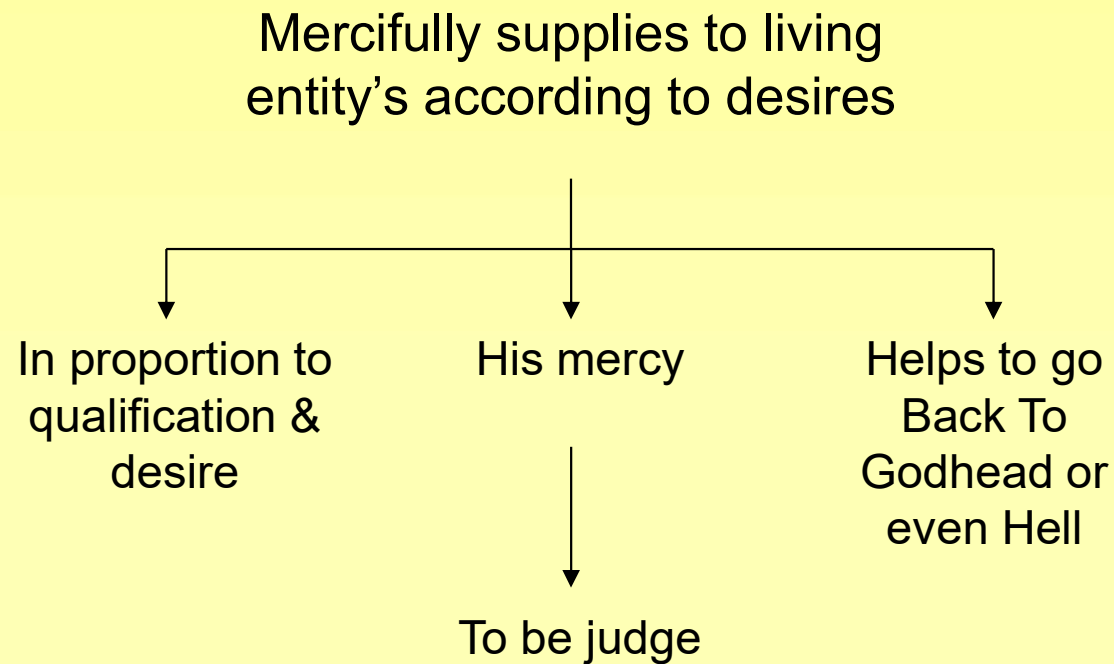 Mercifully supplies to living
entity’s according to desires
In proportion to
qualification &
desire
His mercy
Helps to go
Back To
Godhead or
even Hell
To be judge